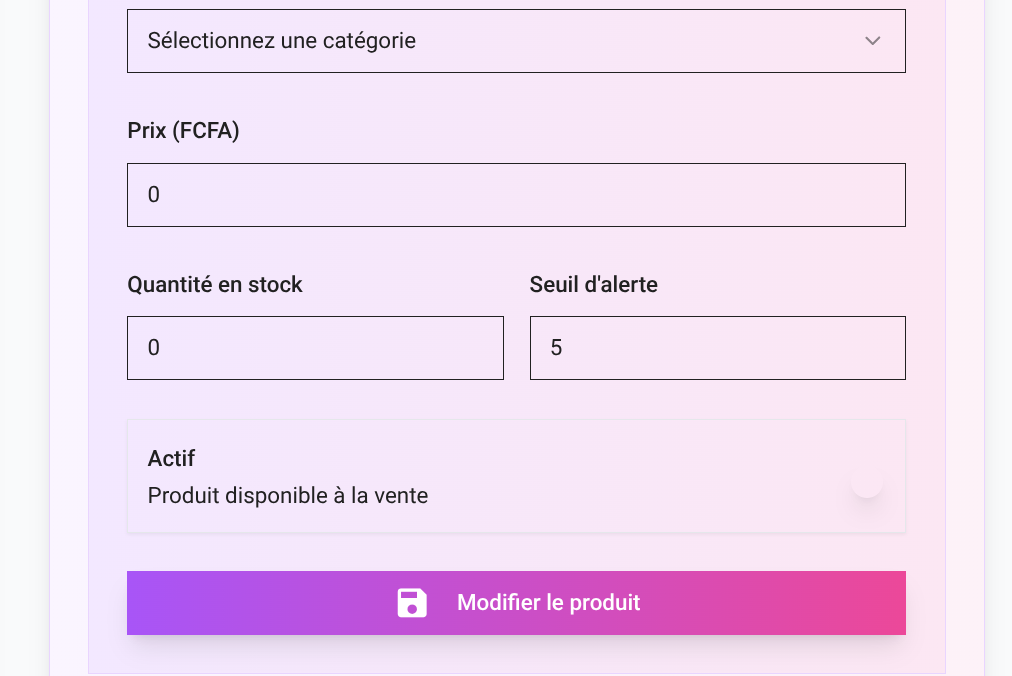 Sélectionnez une catégorie
Prix (FCFA)
0
Quantité en stock
Seuil d'alerte
0
5
Actif
Produit disponible à la vente
Modifier le produit